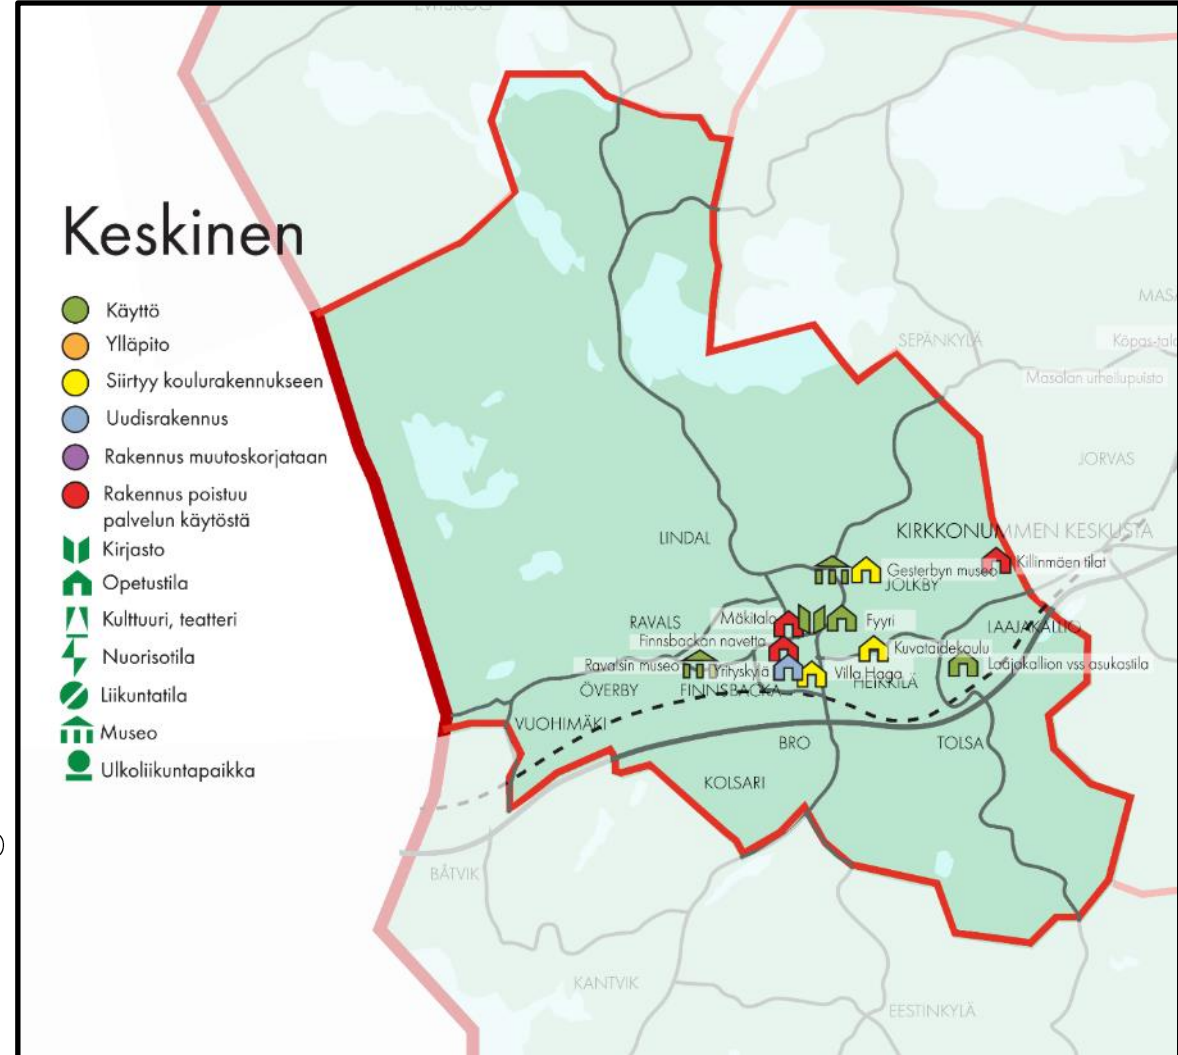 EVITSKOG
Keskinen
Käyttö
Ylläpito
Siirtyy koulurakennukseen
Uudisrakennus
Rakennus muutoskorjataan
Rakennus poistuu
palvelun käytöstä
Kirjasto
Opetustila
Kulttuuri, teatteri
Nuorisotila
Liikuntatila
Museo
Ulkoliikuntapaikka
MASA
SEPÄNKYLÄ
Köpas-talo
Masalan urheilupuisto
JORVAS
KIRKKONUMMEN KESKUSTA
LINDAL
Killinmäen tilat
Gesterbyn museo
JOLKBY
RAVALS
Mäkitalo
Fyyri
LAAJAKALLIO
Finnsbackan navetta
Kuvataidekoulu
Ravalsin museo
Yrityskylä
Villa Haga
Laajakallion vss asukastila
ÖVERBY
FINNSBACKA
HEIKKILÄ
VUOHIMÄKI
BRO
TOLSA
KOLSARI
BÅTVIK
KANTVIK
EESTINKYLÄ